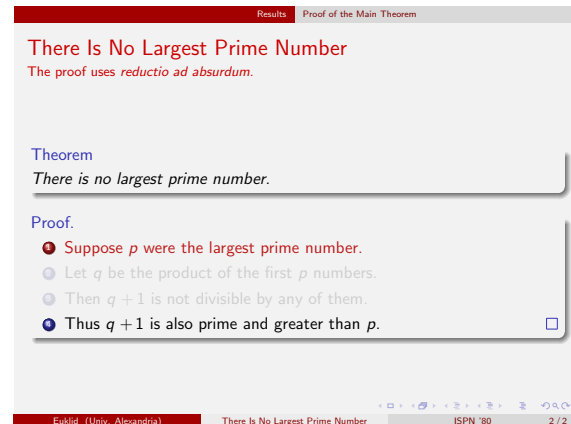 Results Proof of the Main Theorem
There Is No Largest Prime Number
The proof uses reductio ad absurdum.
Theorem
There is no largest prime number.
Proof.
1 Suppose p were the largest prime number.
2 Let q be the product of the first p numbers.
3 Then q + 1 is not divisible by any of them.
4 Thus q + 1 is also prime and greater than p.
Euklid (Univ. Alexandria) There Is No Largest Prime Number ISPN '80 2 / 2